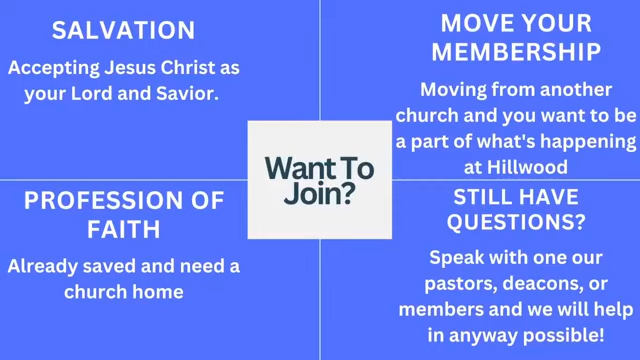 SALVATION
Accepting Jesus Christ as
your Lord and Savior.
MOVE YOUR
MEMBERSHIP
Moving from another
church and you want to be
a part of what's happening
at Hillwood
Want To
Join?
PROFESSION OF
FAITH
Already saved and need a
church home
STILL HAVE
QUESTIONS?
Speak with one our
pastors, deacons, or
members and we will help
in anyway possible!